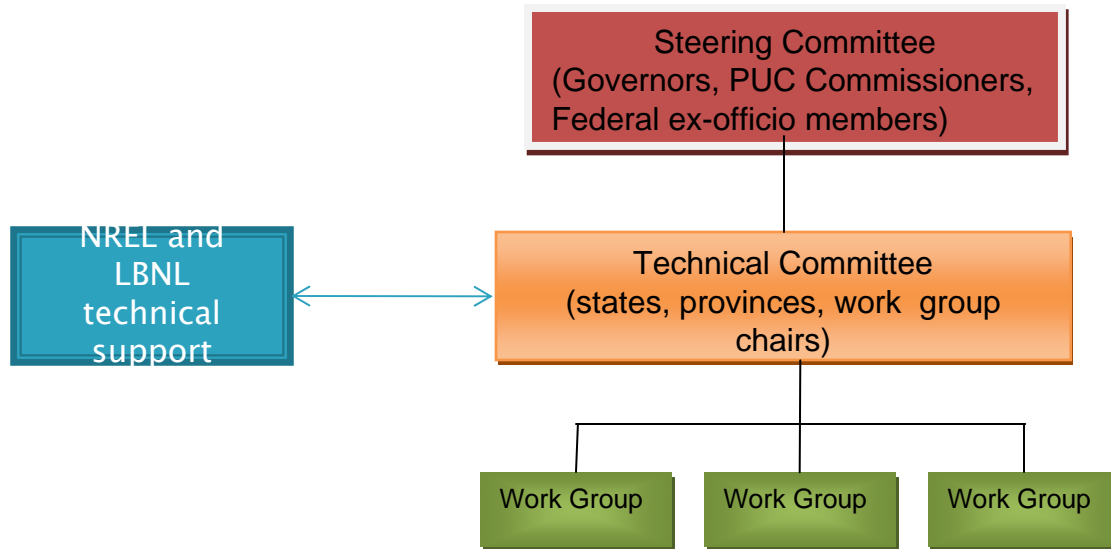 Steering Committee
(Governors, PUC Commissioners,
Federal ex-officio members)
NREL and
LBNL
technical
support
Technical Committee
(states, provinces, work group
chairs)
Work Group
Work Group
Work Group